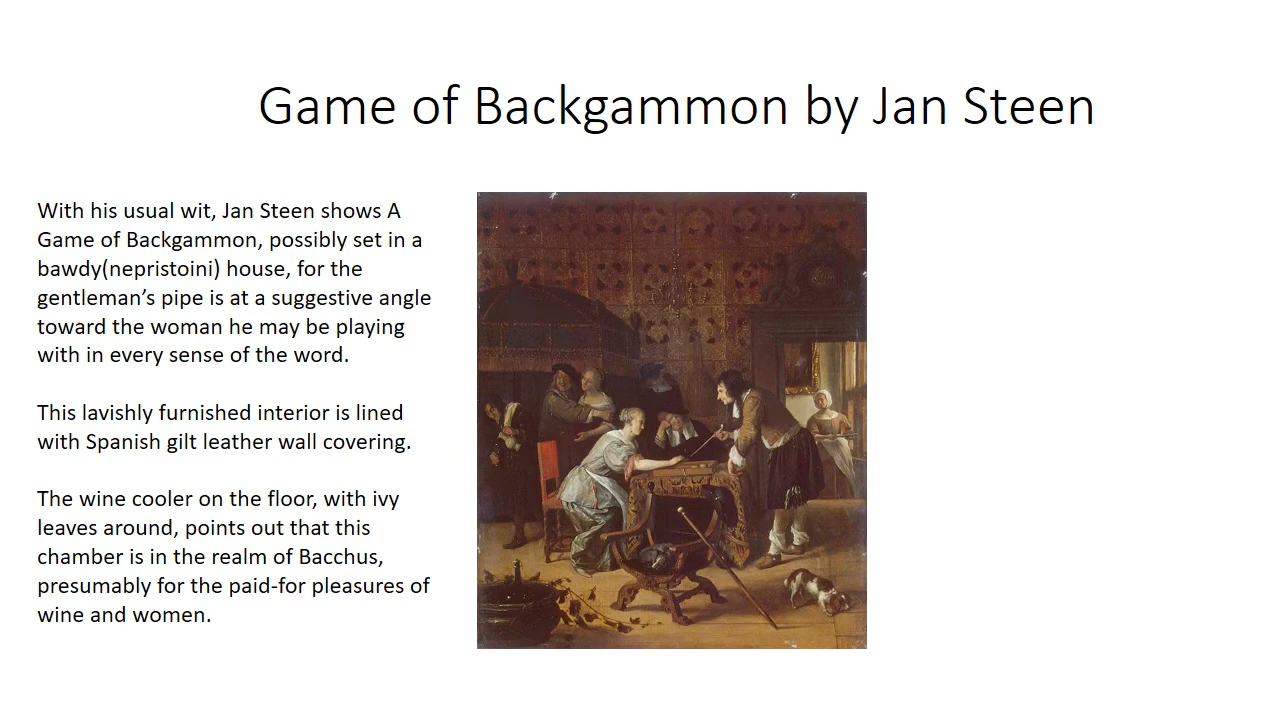 Game of Backgammon by Jan Steen
With his usual wit, Jan Steen shows A
Game of Backgammon, possibly set in a
bawdy(nepristoini) house, for the
gentleman’s pipe is at a suggestive angle
toward the woman he may be playing
with in every sense of the word.
This lavishly furnished interior is lined
with Spanish gilt leather wall covering.
The wine cooler on the floor, with ivy
leaves around, points out that this
chamber is in the realm of Bacchus,
presumably for the paid-for pleasures of
wine and women.